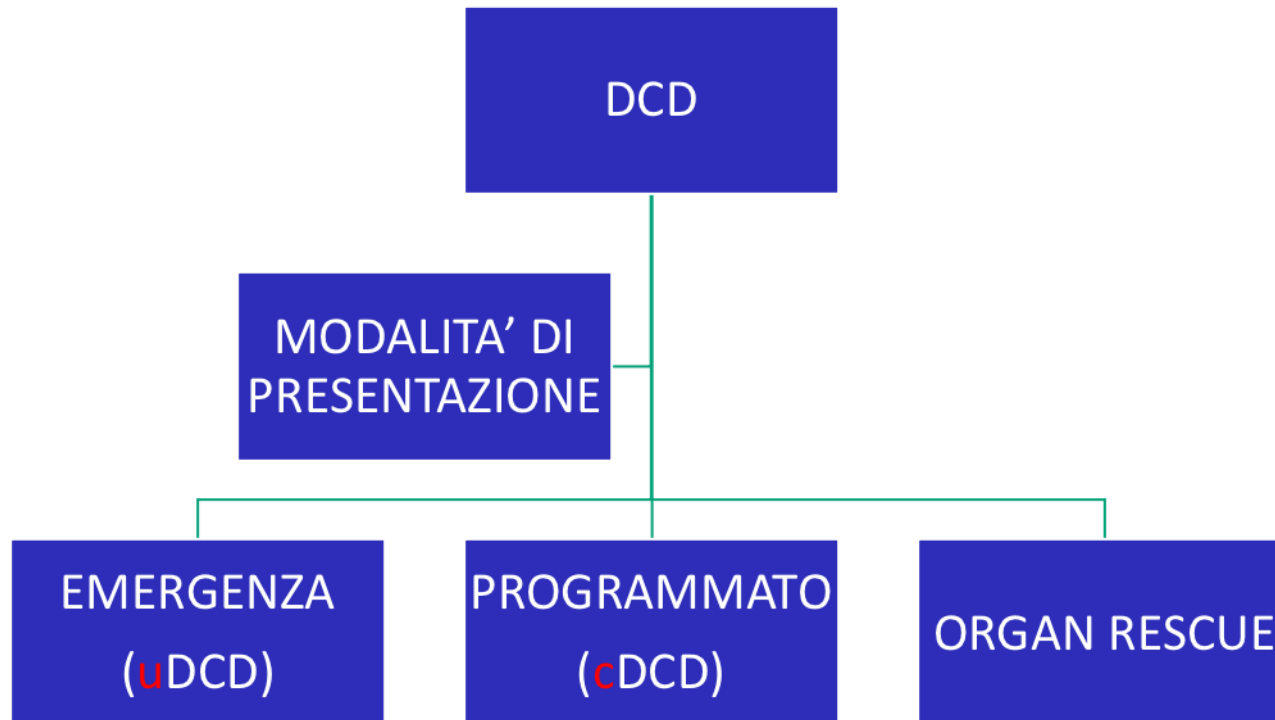 DCD
MODALITA’ DI
PRESENTAZIONE
EMERGENZA
(uDCD)
PROGRAMMATO
(cDCD)
ORGAN RESCUE